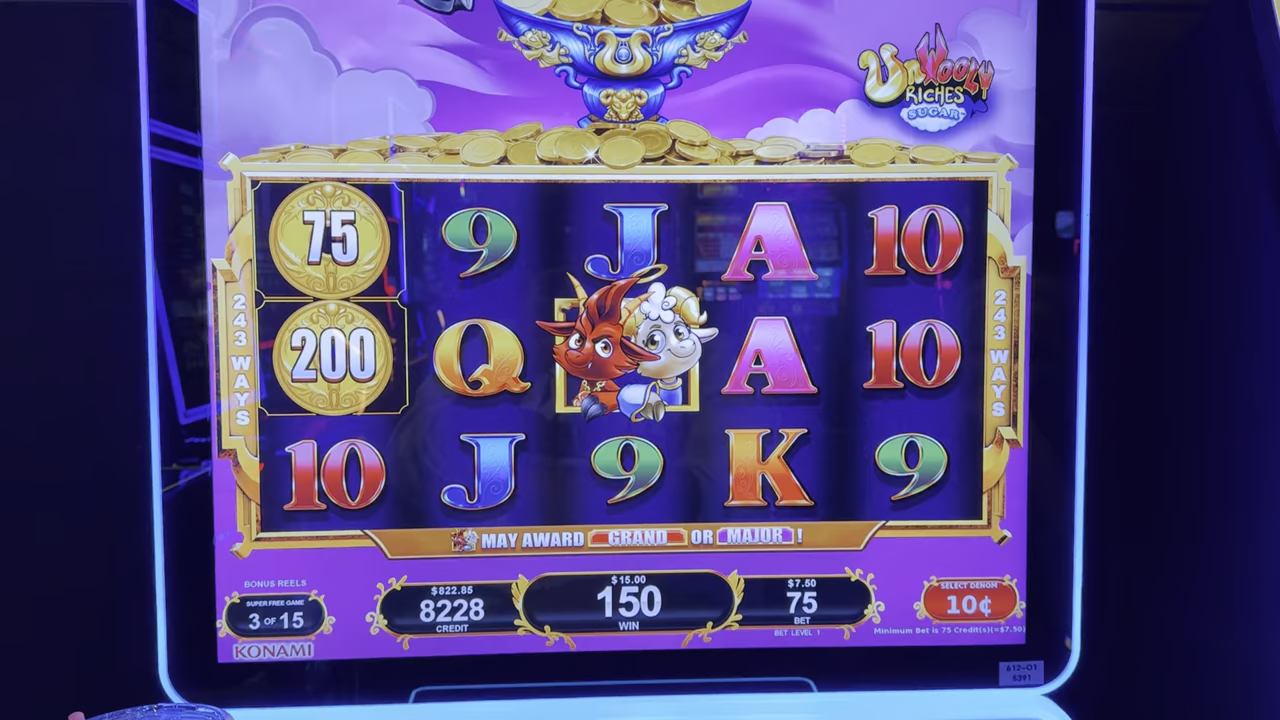 UnWOOLY
RICHES
SUGAR
75 9 J A 10
200 Q A 10
10 J 9 K 9
243 WAYS
243 WAYS
MAY AWARD GRAND OR MAJOR !
BONUS REELS
SUPER FREE GAME
3 OF 15
KONAMI
$822.85
8228
CREDIT
$15.00
150
WIN
$7.50
75
BET
BET LEVEL 1
SELECT DENOM
10¢
Minimum Bet is 75 Credit(s)(=$7.50)
612-01
5391